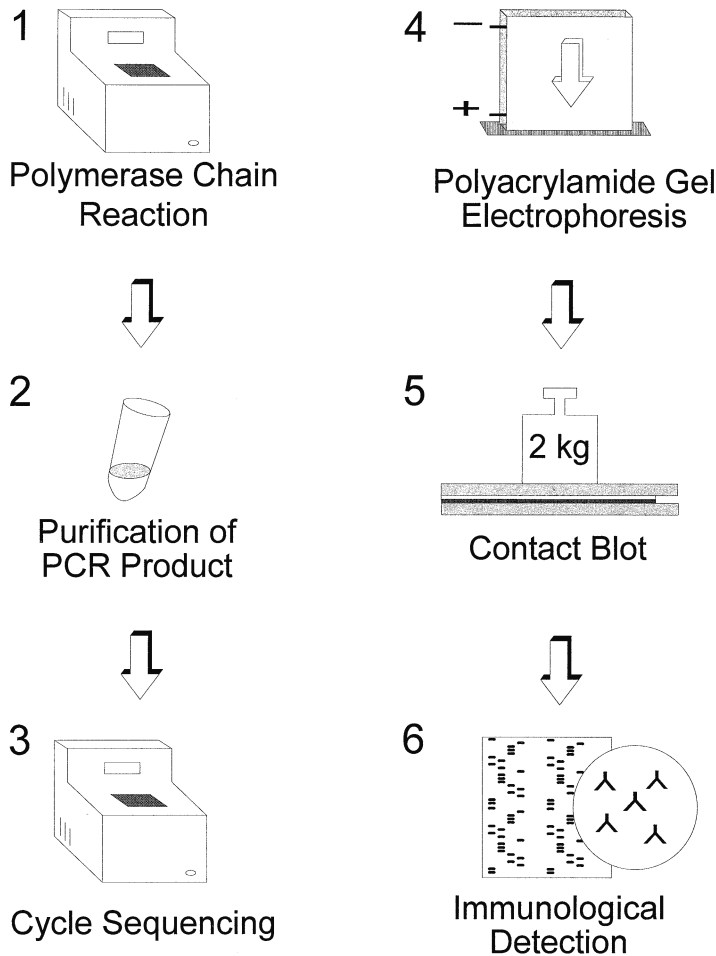 1
Polymerase Chain
Reaction
2
Purification of
PCR Product
3
Cycle Sequencing
4
− 
+
Polyacrylamide Gel
Electrophoresis
5
2 kg
Contact Blot
6
Immunological
Detection